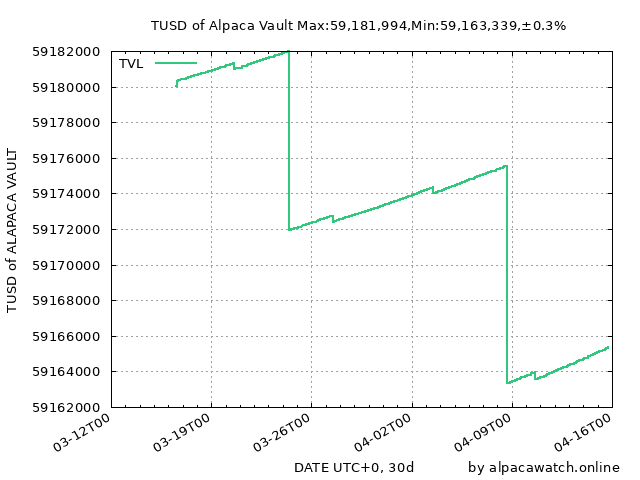 TUSD of Alpaca Vault Max:59,181,994,Min:59,163,339,±0.3%
TUSD of ALAPACA VAULT
TVL
59182000
59180000
59178000
59176000
59174000
59172000
59170000
59168000
59166000
59164000
59162000
03-12T00
03-19T00
03-26T00
04-02T00
04-09T00
04-16T00
DATE UTC+0, 30d
by alpacawatch.online